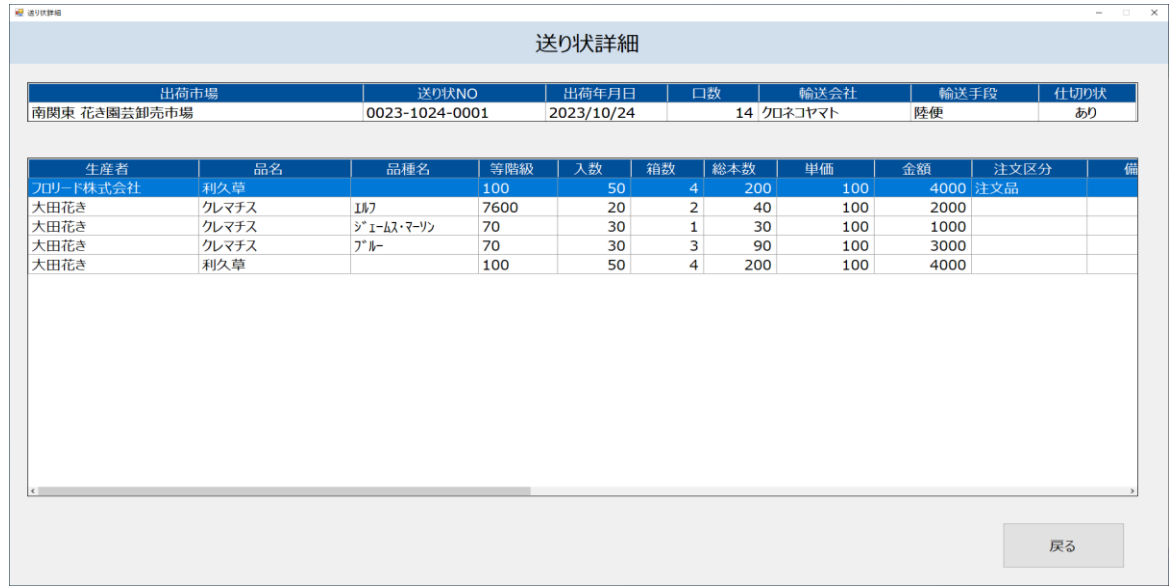 送り状詳細
送り状詳細
出荷市場 送り状NO 出荷年月日 口数 輸送会社 輸送手段 仕切り状
南関東 花き園芸卸売市場 0023-1024-0001 2023/10/24 14 クロネコヤマト 陸便 あり
生産者 品名 品種名 等階級 入数 箱数 総本数 単価 金額 注文区分 備
フロリード株式会社 利久草 100 50 4 200 100 4000 注文品
大田花き クレマチス ｴﾙﾌ 7600 20 2 40 100 2000
大田花き クレマチス ｼﾞｪｰﾑｽ･ﾏｰﾘﾝ 70 30 1 30 100 1000
大田花き クレマチス ﾌﾞﾙｰ 70 30 3 90 100 3000
大田花き 利久草 100 50 4 200 100 4000
戻る